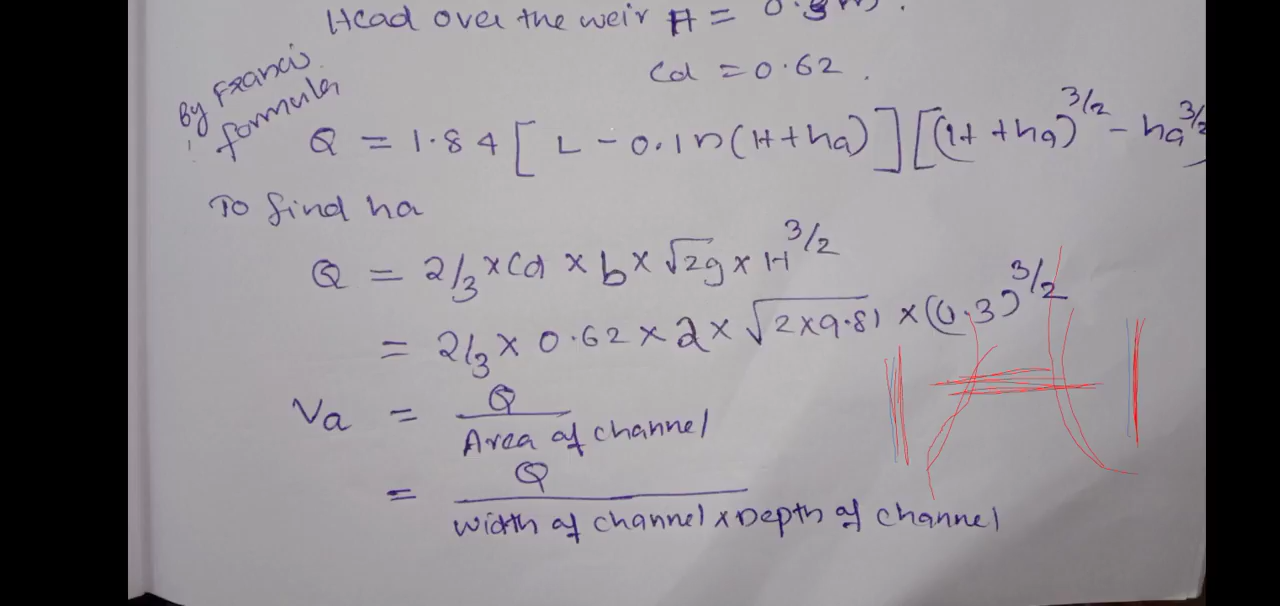 Head over the weir H = 0.3m.
Cd = 0.62.
By Francis formula
Q = 1.84 [ L - 0.1n (H + ha) ] [(H + ha)^3/2 - ha^3/2
To find ha
Q = 2/3 × Cd × b × √2g × H^3/2
= 2/3 × 0.62 × 2 × √2×9.81 × (0.3)^3/2
Va = Q / Area of channel
= Q / Width of channel × Depth of channel